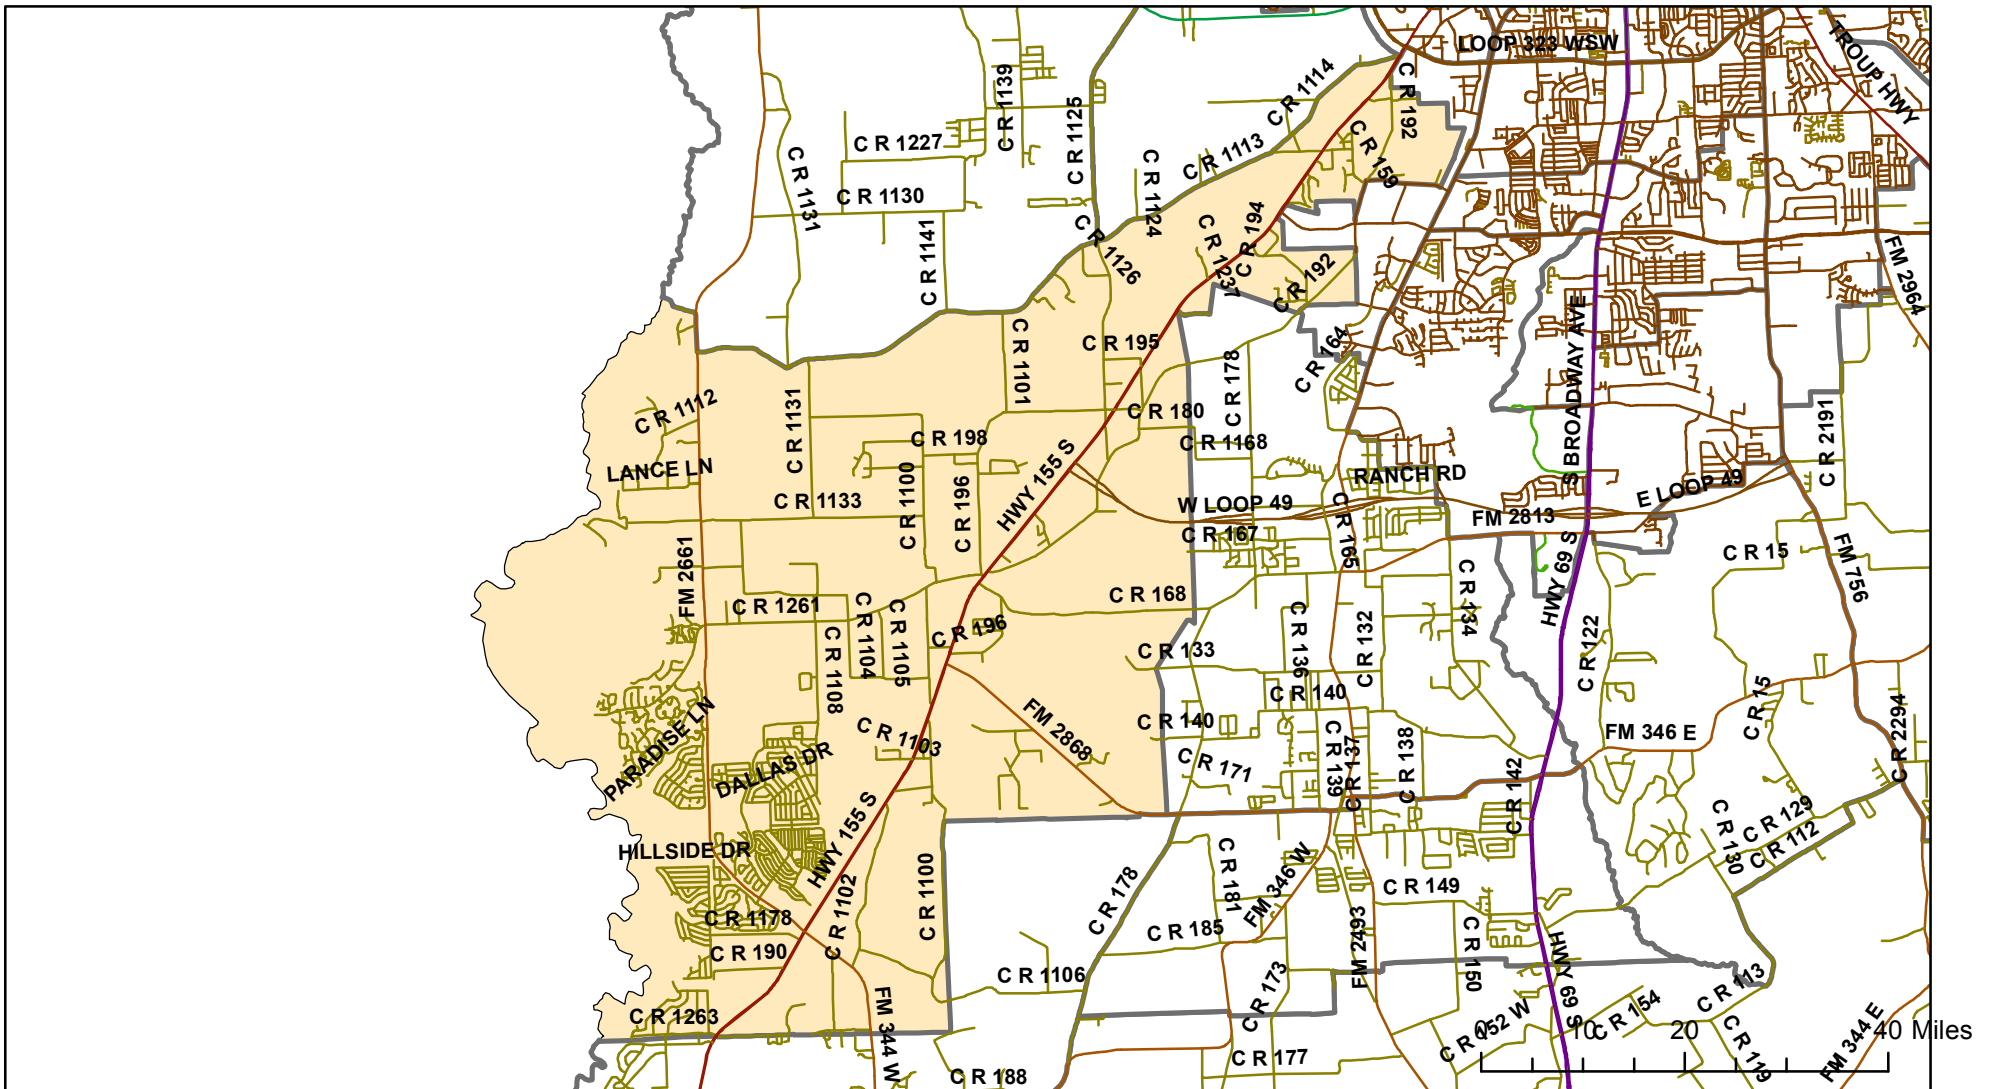 LOOP 323 WSW
TROUP HWY
C R 1139
C R 1125
C R 1114
C R 192
C R 1227
C R 1113
C R 159
C R 1131
C R 1130
C R 1124
C R 1141
C R 1126
C R 1237
C R 194
C R 192
FM 2964
C R 1101
C R 195
C R 178
C R 164
S BROADWAY AVE
C R 1112
C R 1131
C R 198
C R 180
C R 1168
C R 2191
LANCE LN
C R 1133
C R 1100
C R 196
HWY 155 S
W LOOP 49
RANCH RD
E LOOP 49
C R 167
C R 165
FM 2813
C R 15
FM 756
FM 2661
C R 1261
C R 1104
C R 1105
C R 196
C R 168
C R 134
HWY 69 S
C R 122
C R 1108
C R 133
C R 136
C R 132
C R 140
C R 140
PARADISE LN
DALLAS DR
C R 1103
FM 2868
C R 171
C R 139
C R 137
C R 138
C R 142
FM 346 E
C R 15
C R 2294
HILLSIDE DR
HWY 155 S
C R 1102
C R 1100
C R 178
C R 181
FM 346 W
C R 149
C R 130
C R 129
C R 112
C R 1178
C R 190
C R 185
FM 2493
C R 150
HWY 69 S
C R 1106
C R 173
C R 113
C R 1263
FM 344 W
C R 188
C R 177
C R 152 W
C R 154
C R 119
FM 344 E
0 10 20 40 Miles